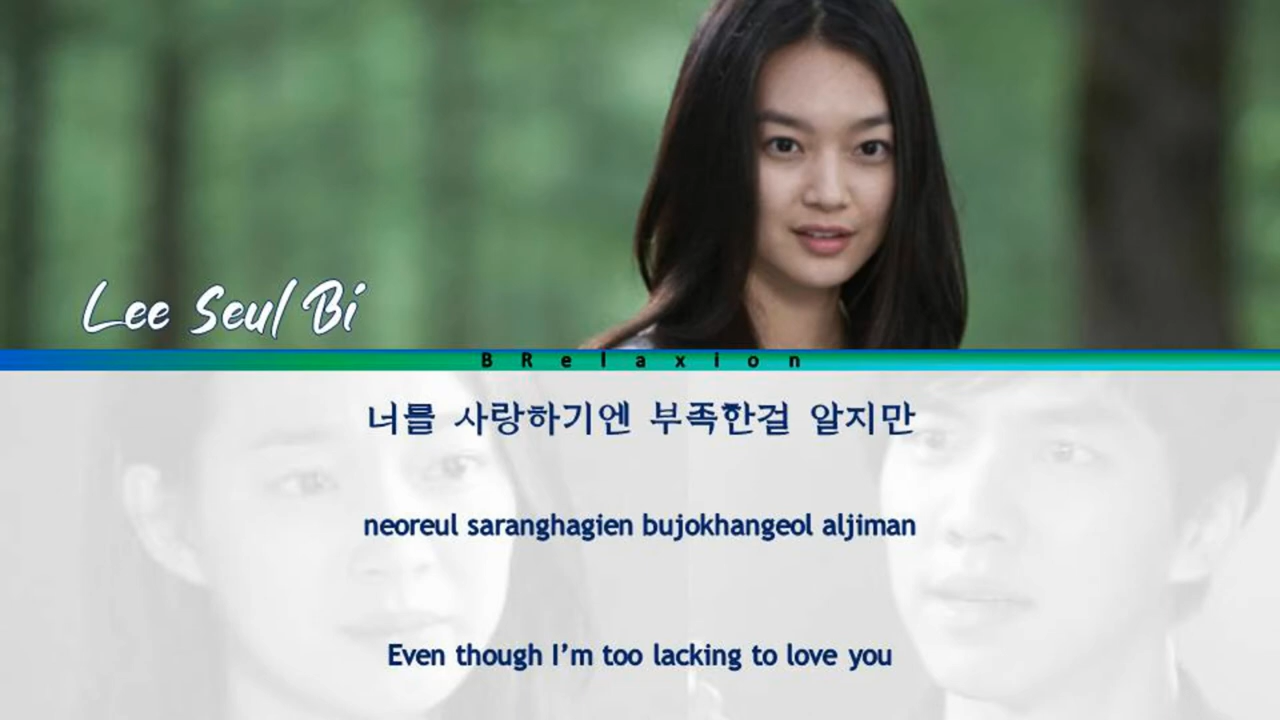 Lee Seul Bi
BRelaxion
너를 사랑하기엔 부족한걸 알지만
neoreul saranghagien bujokhangeol aljiman
Even though I’m too lacking to love you